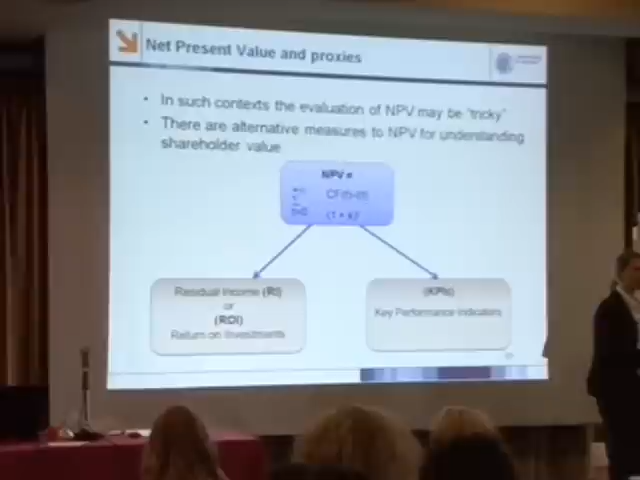 Net Present Value and proxies
• In such contexts the evaluation of NPV may be "tricky"
• There are alternative measures to NPV for understanding
shareholder value
NPV =
(1 + k)
Residual Income (RI)
or
(ROI)
Return on Investments
(KPIs)
Key Performance Indicators